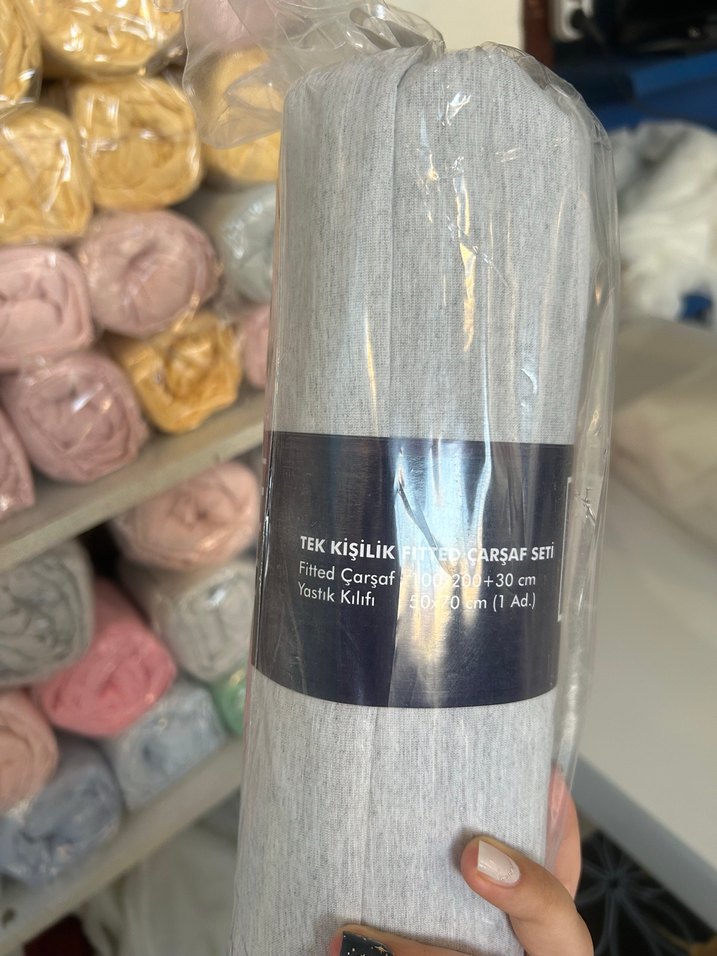 TEK KİŞİLİK FITTED ÇARŞAF SETİ
Fitted Çarşaf : 100x200+30 cm
Yastık Kılıfı : 50x70 cm (1 Ad.)